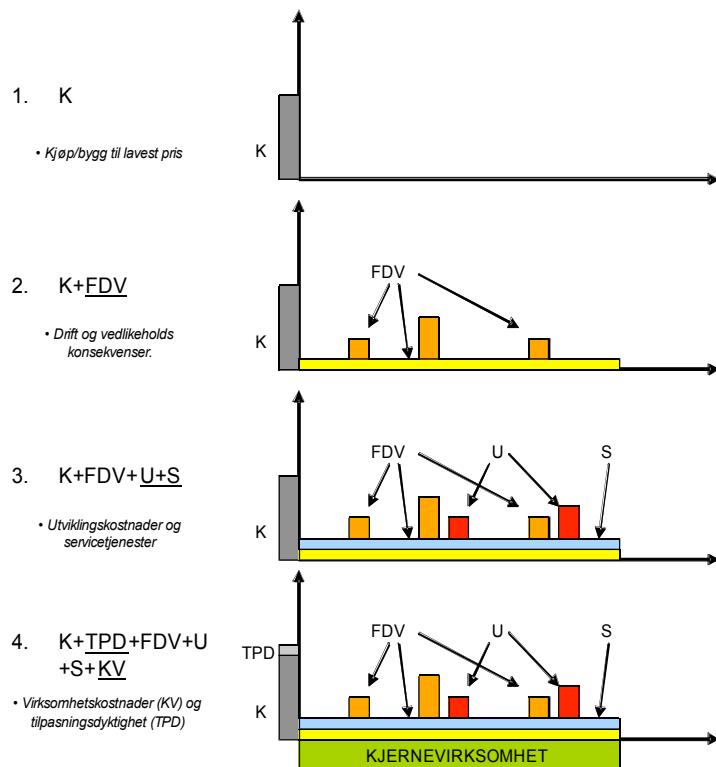 1. K
• Kjøp/bygg til lavest pris
K
2. K+FDV
• Drift og vedlikeholds
konsekvenser.
FDV
K
3. K+FDV+U+S
• Utviklingskostnader og
servicetjenester
FDV U S
K
4. K+TPD+FDV+U
+S+KV
• Virksomhetskostnader (KV) og
tilpasningsdyktighet (TPD)
FDV U S
TPD
K
KJERNEVIRKSOMHET